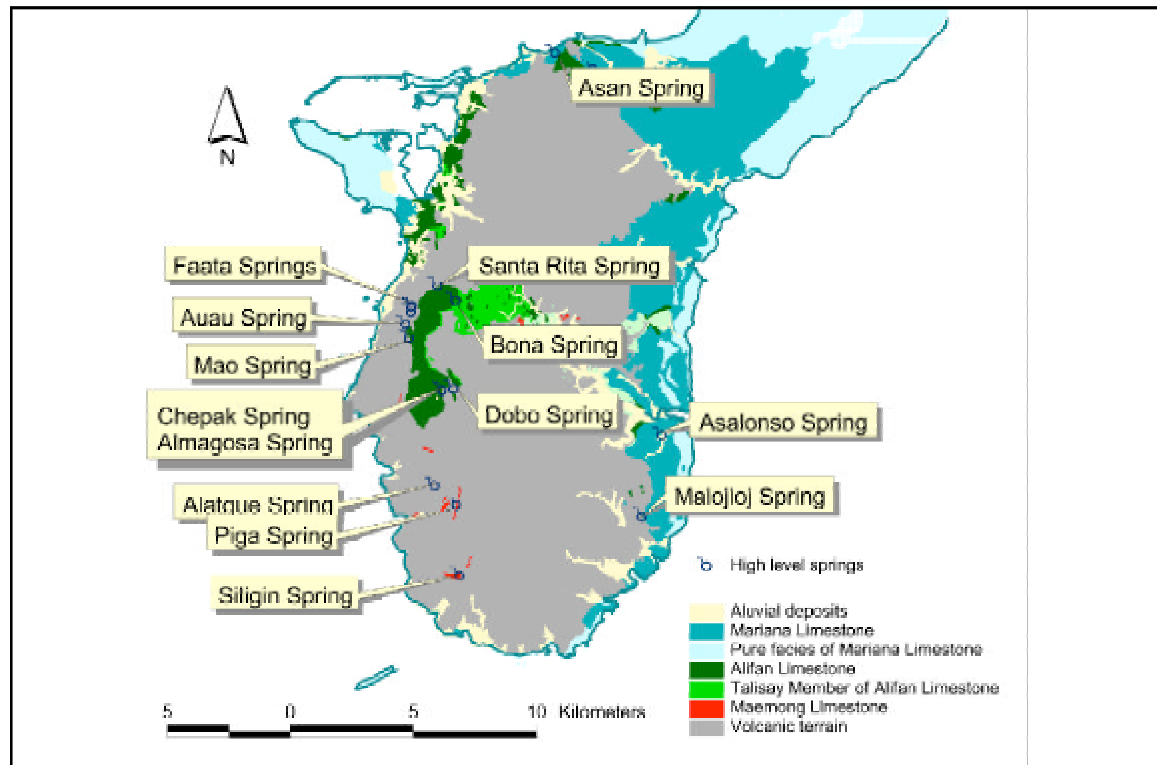 Asan Spring
N
Faata Springs
Santa Rita Spring
Auau Spring
Bona Spring
Mao Spring
Chepak Spring
Almagosa Spring
Dobo Spring
Asalonso Spring
Alatgue Spring
Malojloj Spring
Piga Spring
Siligin Spring
High level springs
Aluvial deposits
Mariana Limestone
Pure facies of Mariana Limestone
Alifan Limestone
Talisay Member of Alifan Limestone
Maemong Limestone
Volcanic terrain
5 0 5 10 Kilometers